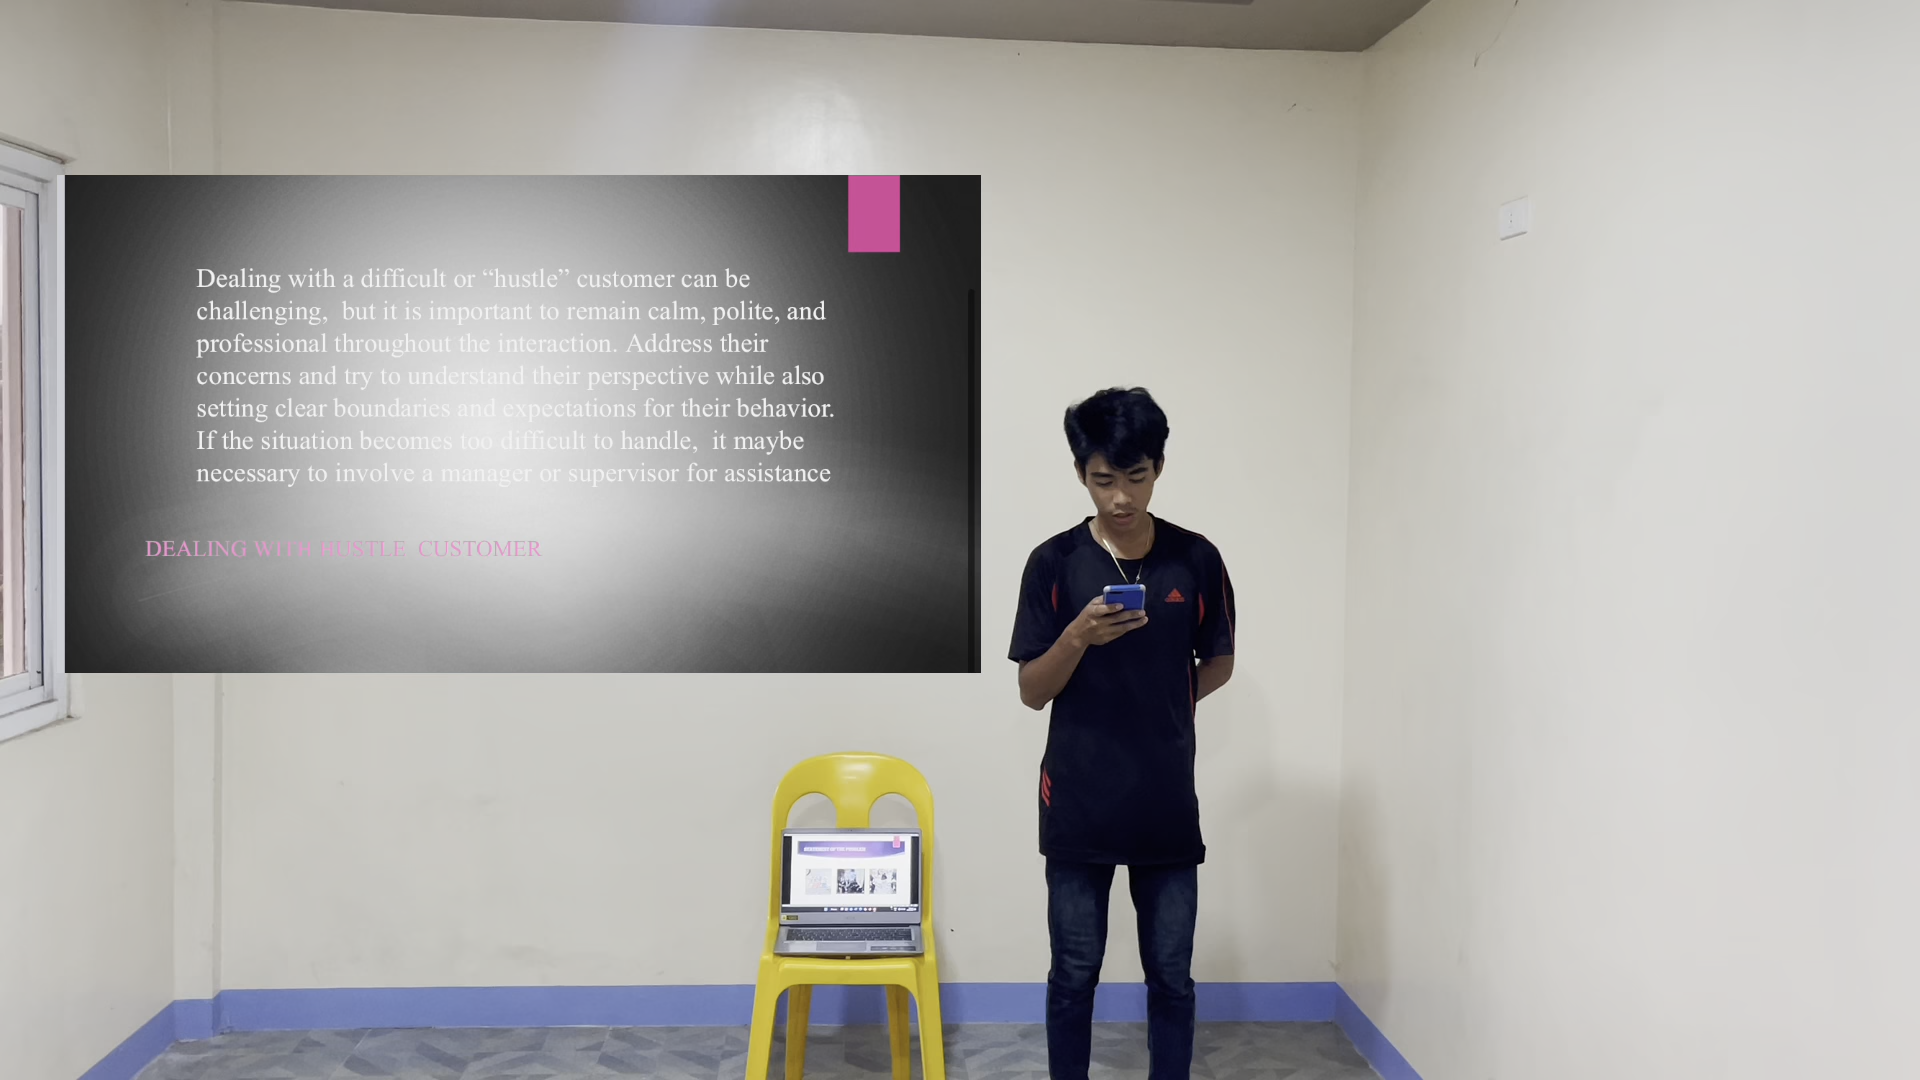 Dealing with a difficult or “hustle” customer can be
challenging,  but it is important to remain calm, polite, and
professional throughout the interaction. Address their
concerns and try to understand their perspective while also
setting clear boundaries and expectations for their behavior.
If the situation becomes too difficult to handle,  it maybe
necessary to involve a manager or supervisor for assistance
DEALING WITH HUSTLE  CUSTOMER